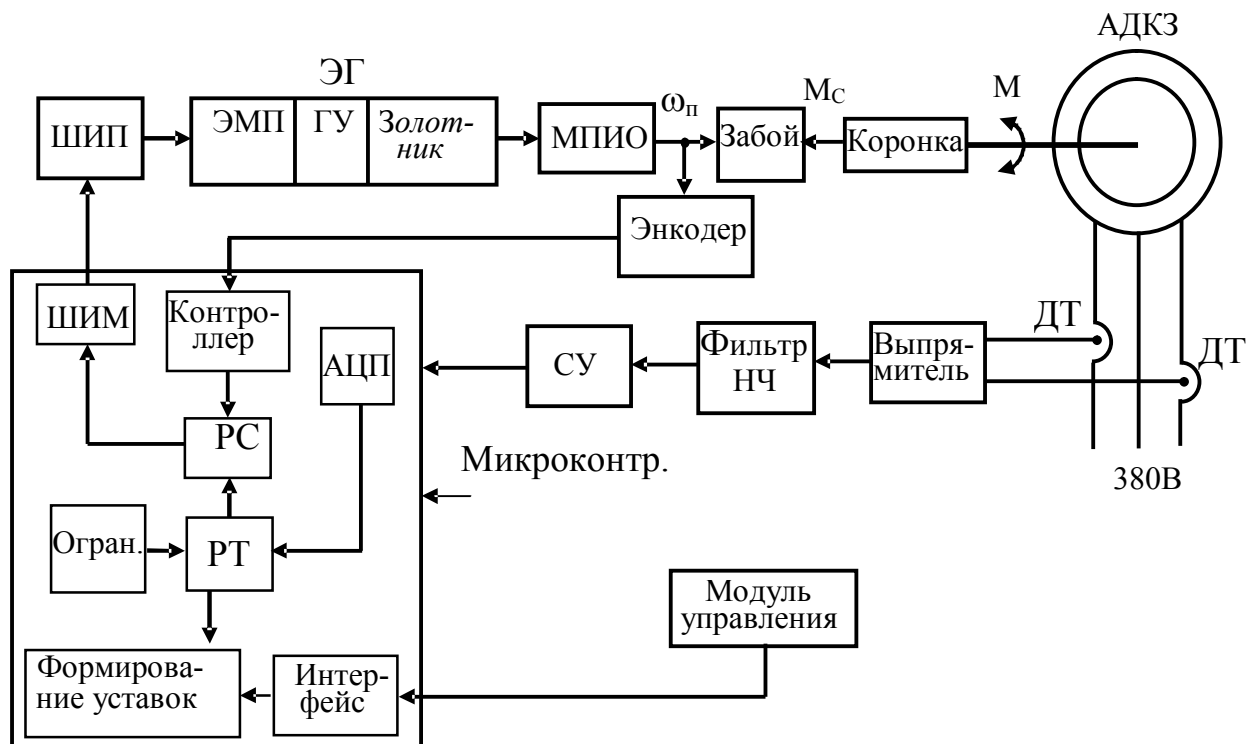 АДКЗ
ЭГ
ШИП
ЭМП
ГУ
Золот-
ник
МПИО
ωп
Забой
МС
Коронка
М
Энкодер
ШИМ
Контро-
ллер
АЦП
СУ
Фильтр
НЧ
Выпря-
митель
ДТ
ДТ
РС
Микроконтр.
380В
Огран.
РТ
Модуль
управления
Формирова-
ние уставок
Интер-
фейс